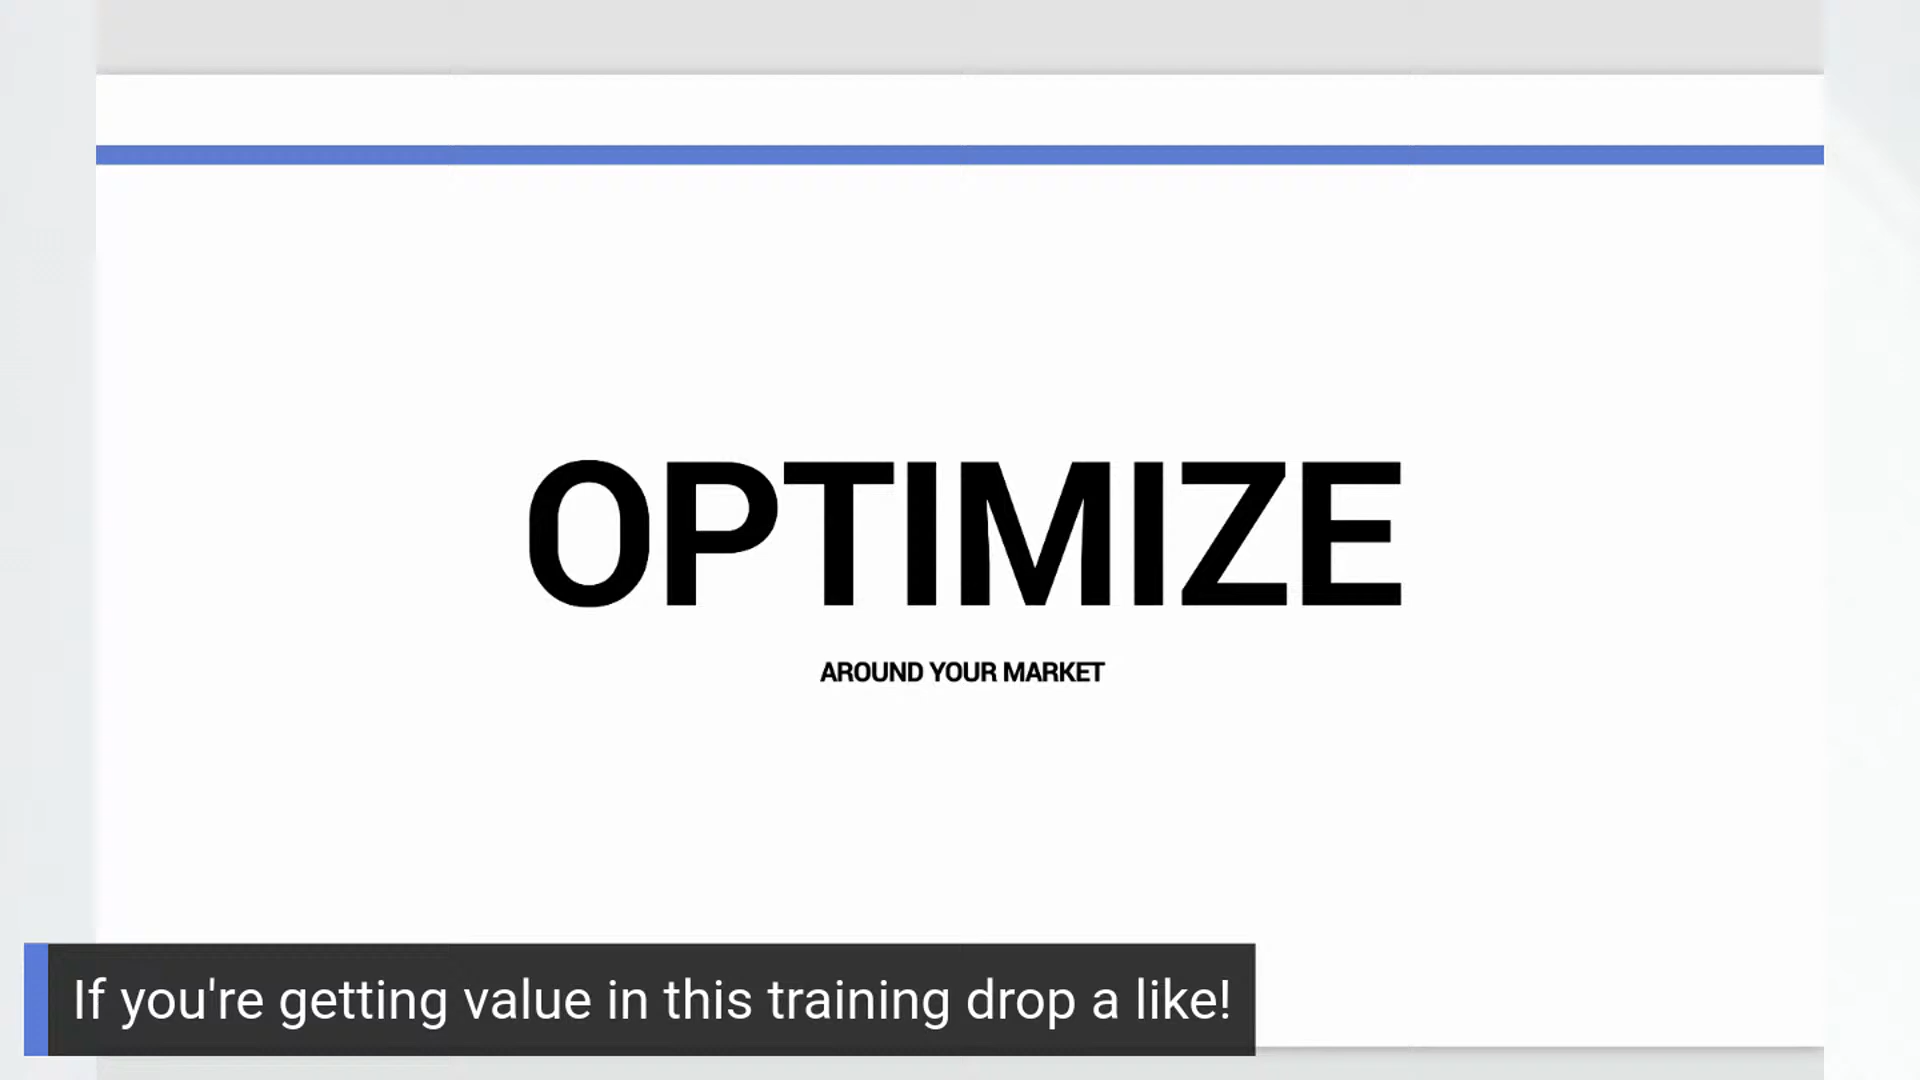 OPTIMIZE
AROUND YOUR MARKET
If you're getting value in this training drop a like!